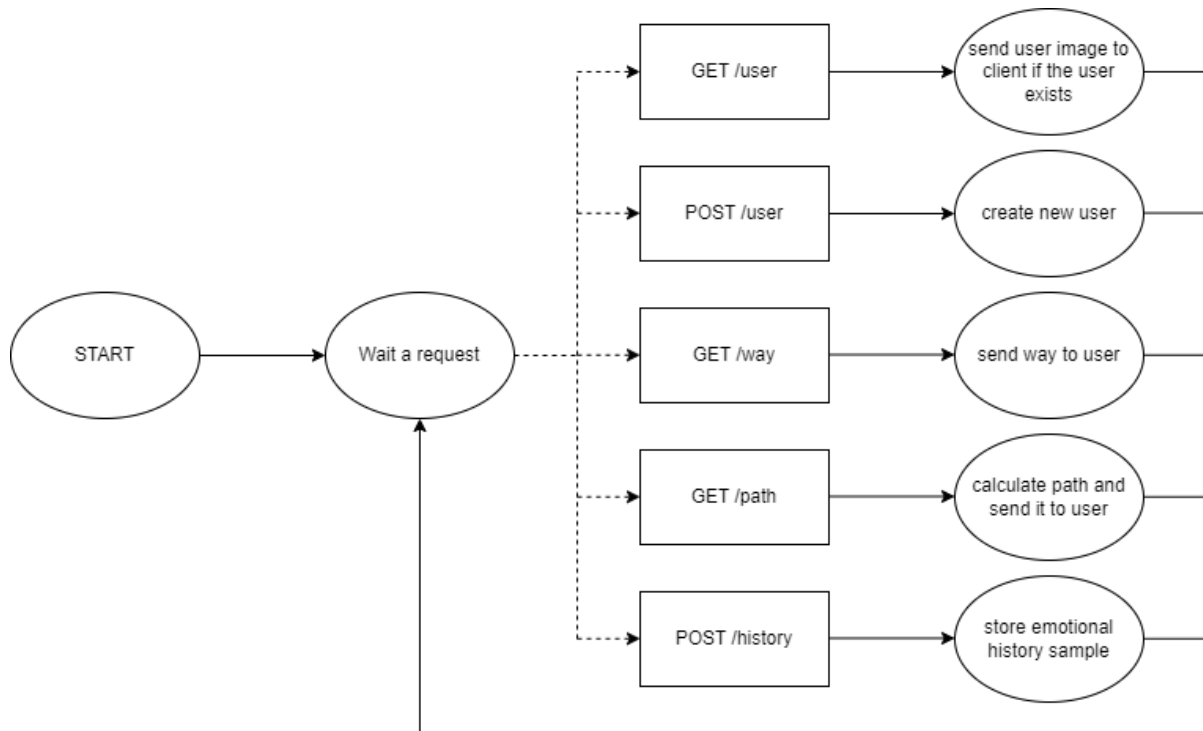 GET /user
send user image to
client if the user
exists
POST /user
create new user
START
Wait a request
GET /way
send way to user
GET /path
calculate path and
send it to user
POST /history
store emotional
history sample